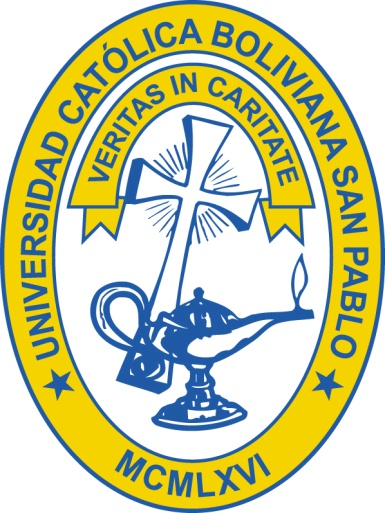 UNIVERSIDAD CATÓLICA BOLIVIANA SAN PABLO
VERITAS IN CARITATE
MCMLXVI